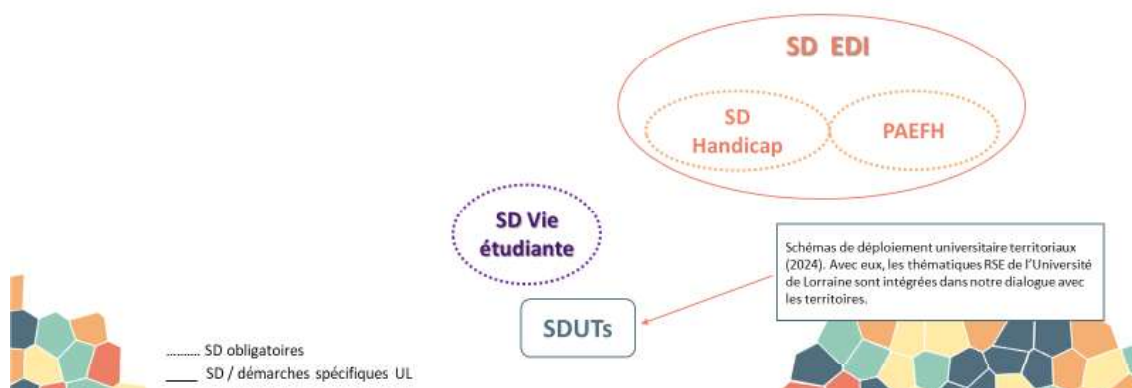 SD EDI
SD
Handicap
PAEFH
SD Vie
étudiante
Schémas de déploiement universitaire territoriaux
(2024). Avec eux, les thématiques RSE de l'Université
de Lorraine sont intégrées dans notre dialogue avec
les territoires.
SDUTs
.......... SD obligatoires
____ SD / démarches spécifiques UL